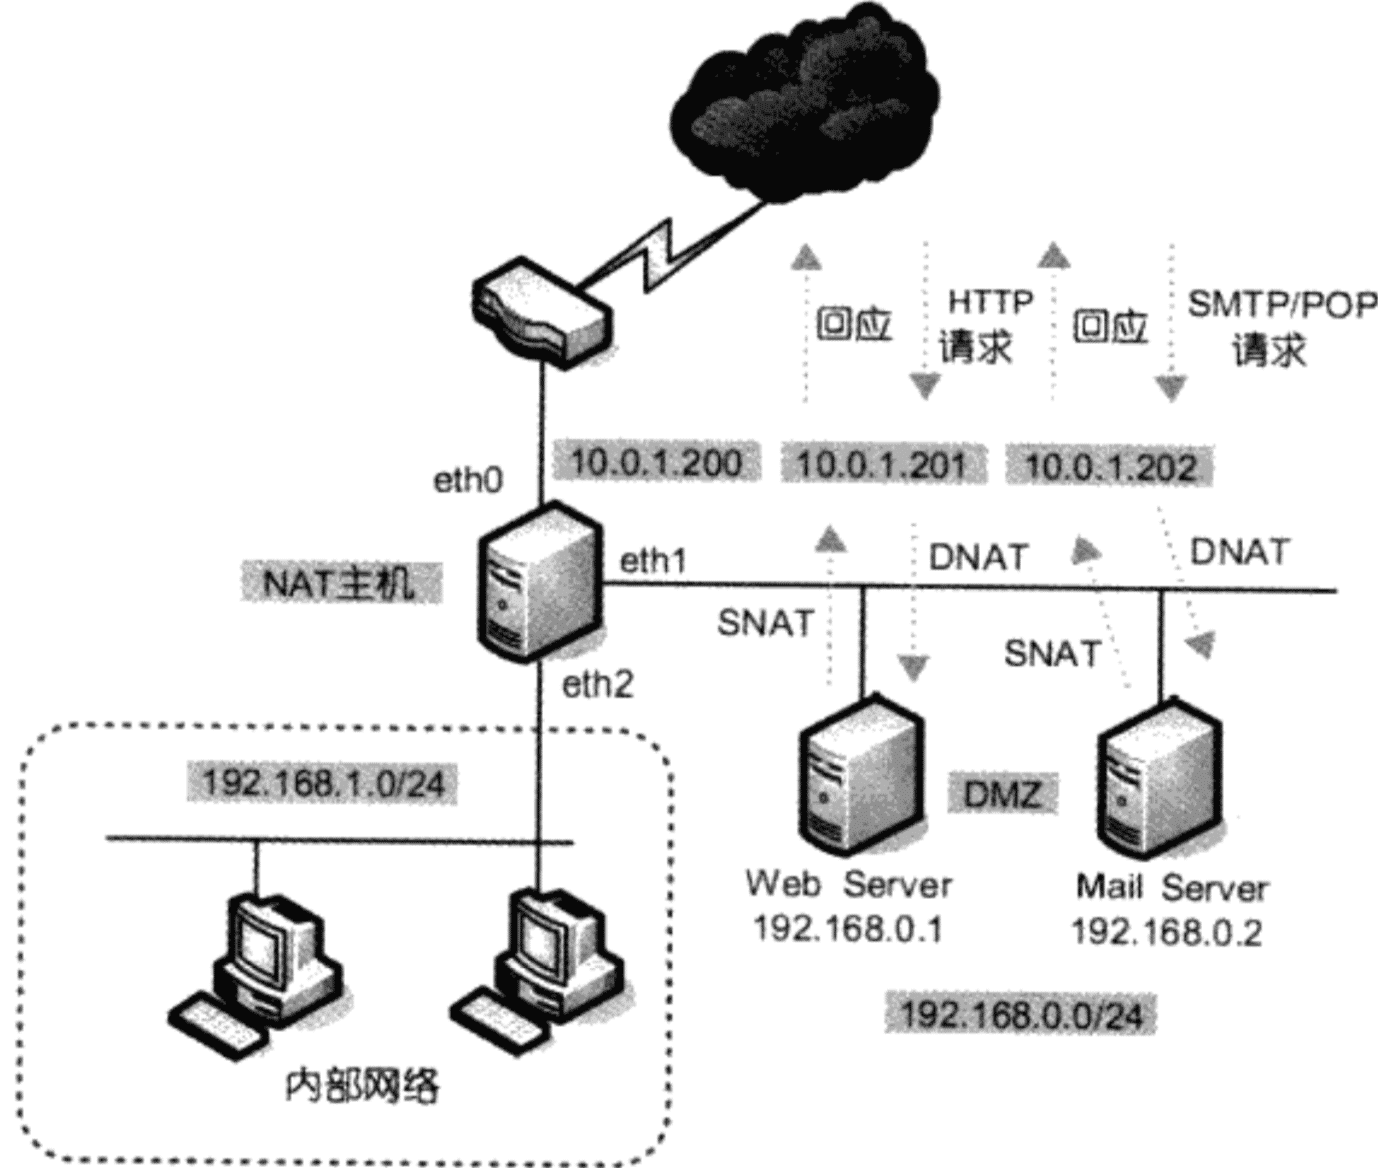 回应
HTTP
请求
回应
SMTP/POP
请求
eth0
10.0.1.200
10.0.1.201
10.0.1.202
NAT主机
eth1
DNAT
DNAT
SNAT
SNAT
eth2
192.168.1.0/24
DMZ
Web Server
192.168.0.1
Mail Server
192.168.0.2
192.168.0.0/24
内部网络